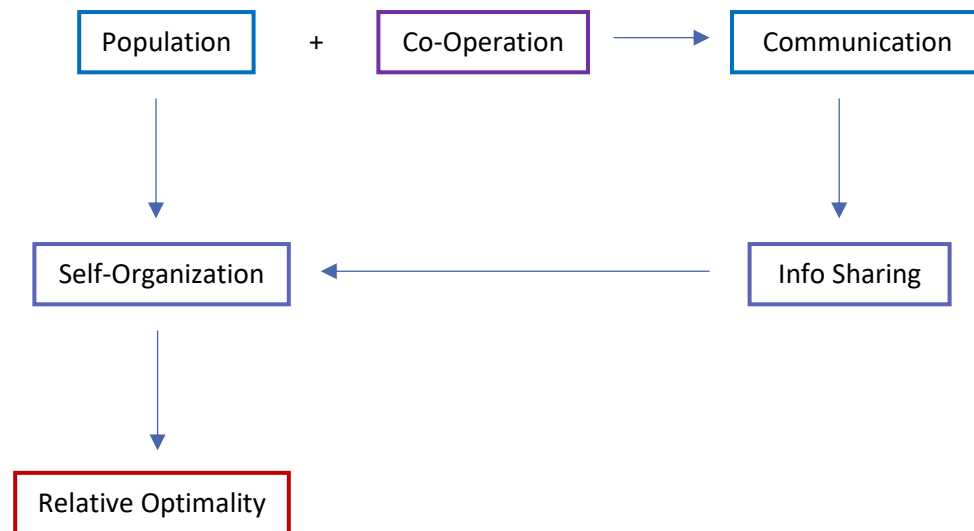 Population + Co-Operation Communication
Self-Organization Info Sharing
Relative Optimality